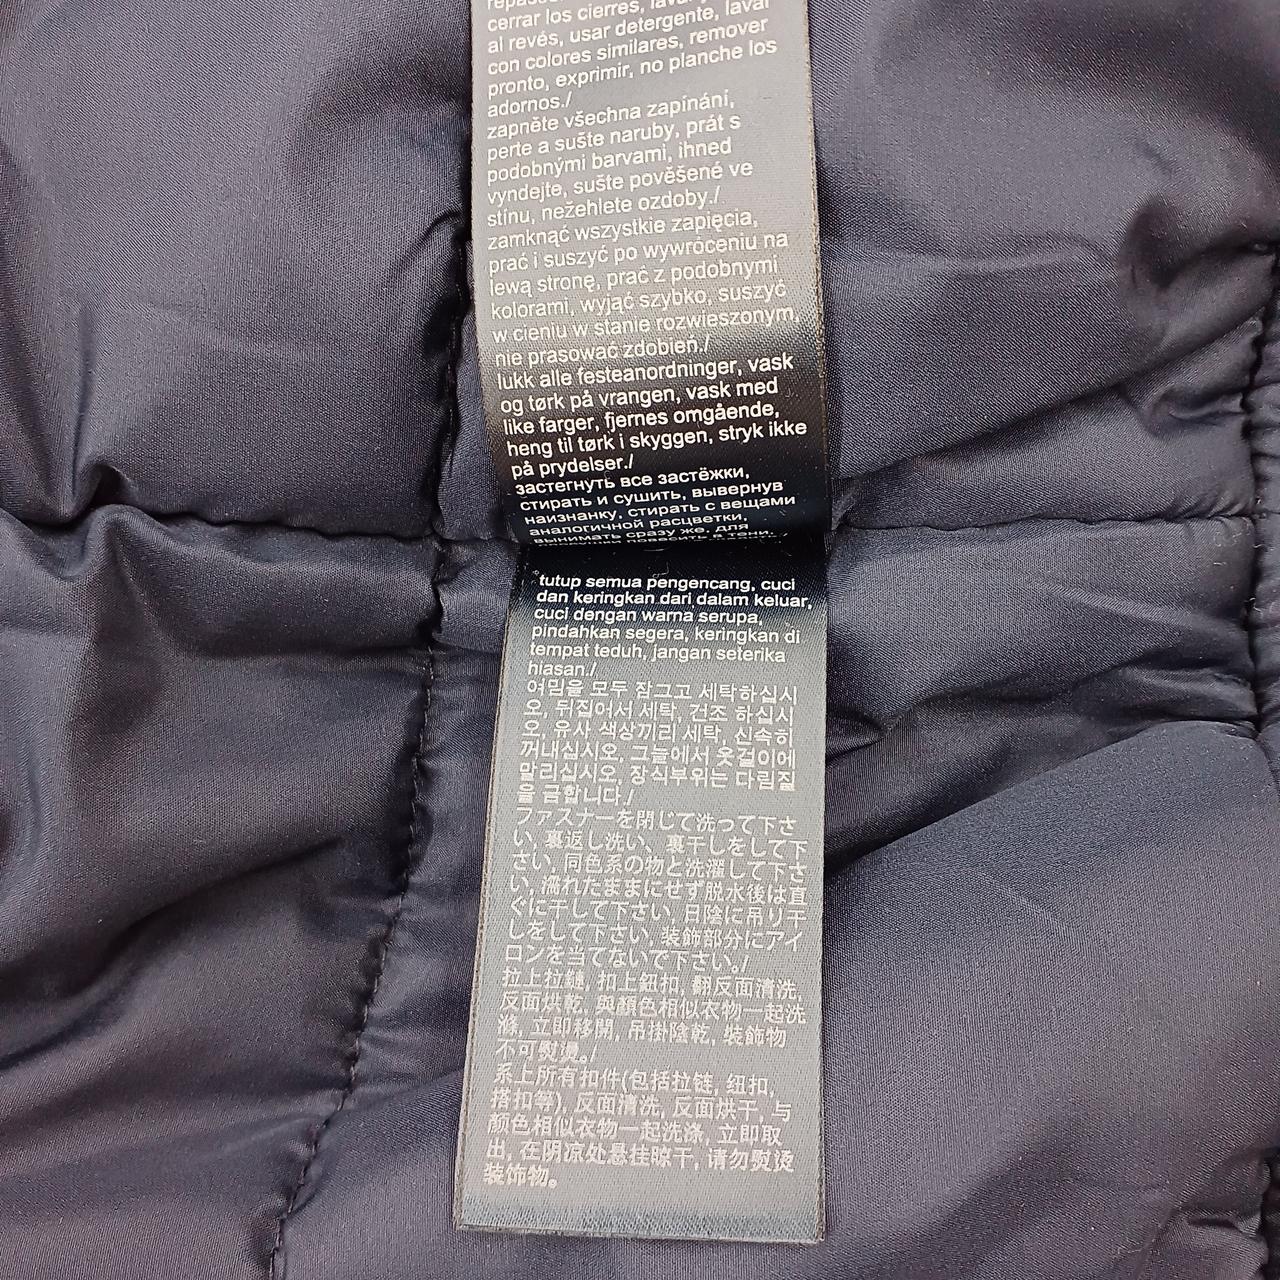 cerrar los cierres, lavar
al revés, usar detergente, lavar
con colores similares, remover
pronto, exprimir, no planche los
adornos./
zapněte všechna zapínání,
perte a sušte naruby, prát s
podobnými barvami, ihned
vyndejte, sušte pověšené ve
stínu, nežehlete ozdoby./
zamknąć wszystkie zapięcia,
prać i suszyć po wywróceniu na
lewą stronę, prać z podobnymi
kolorami, wyjąć szybko, suszyć
w cieniu w stanie rozwieszonym,
nie prasować zdobień./
lukk alle festeanordninger, vask
og tørk på vrangen, vask med
like farger, fjernes omgående,
heng til tørk i skyggen, stryk ikke
på prydelser./
застегнуть все застёжки,
стирать и сушить, вывернув
наизнанку, стирать с вещами
аналогичной расцветки,
вынимать сразу же, для
повесить в тени,
tutup semua pengencang, cuci
dan keringkan dari dalam keluar,
cuci dengan warna serupa,
pindahkan segera, keringkan di
tempat teduh, jangan seterika
hiasan./
여밈을 모두 잠그고 세탁하십시
오, 뒤집어서 세탁, 건조 하십시
오, 유사 색상끼리 세탁, 신속히
꺼내십시오, 그늘에서 옷걸이에
말리십시오, 장식부위는 다림질
을 금합니다./
ファスナーを閉じて洗って下さ
い, 裏返し洗い、裏干しをして下
さい, 同色系の物と洗濯して下さ
い, 濡れたままにせず脱水後は直
ぐに干して下さい, 日陰に吊り干
しをして下さい, 装飾部分にアイ
ロンを当てないで下さい。/
拉上拉鏈, 扣上鈕扣, 翻反面清洗,
反面烘乾, 與顏色相似衣物一起洗
滌, 立即移開, 吊掛陰乾, 裝飾物
不可熨燙。/
系上所有扣件(包括拉链, 纽扣,
搭扣等), 反面清洗, 反面烘干, 与
颜色相似衣物一起洗涤, 立即取
出, 在阴凉处悬挂晾干, 请勿熨烫
装饰物。